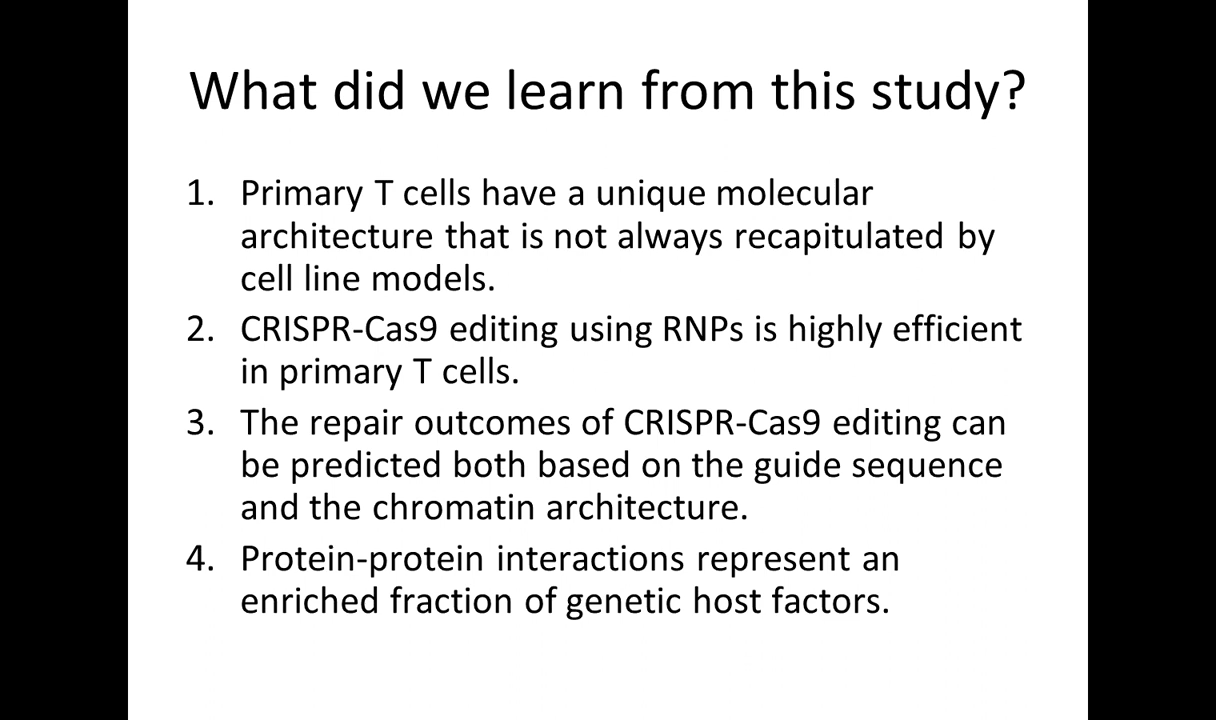 What did we learn from this study?
1. Primary T cells have a unique molecular
architecture that is not always recapitulated by
cell line models.
2. CRISPR-Cas9 editing using RNPs is highly efficient
in primary T cells.
3. The repair outcomes of CRISPR-Cas9 editing can
be predicted both based on the guide sequence
and the chromatin architecture.
4. Protein-protein interactions represent an
enriched fraction of genetic host factors.